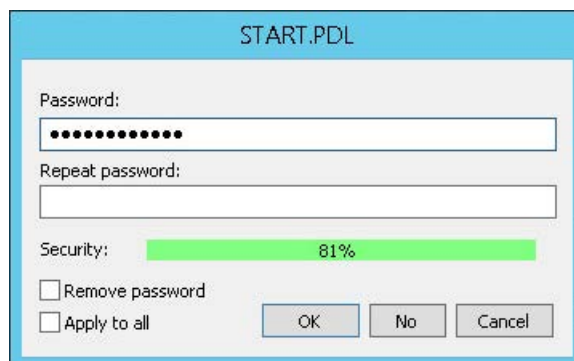 START.PDL
Password:
••••••••••••
Repeat password:
Security: 81%
Remove password
Apply to all
OK No Cancel